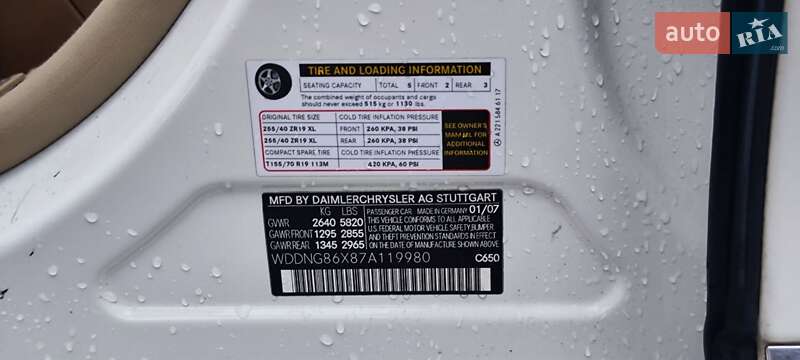 auto RIA
TIRE AND LOADING INFORMATION
SEATING CAPACITY TOTAL 5 FRONT 2 REAR 3
The combined weight of occupants and cargo
should never exceed 515 kg or 1130 lbs.
ORIGINAL TIRE SIZE COLD TIRE INFLATION PRESSURE
255/40 ZR19 XL FRONT 260 KPA, 38 PSI
255/40 ZR19 XL REAR 260 KPA, 38 PSI
COMPACT SPARE TIRE COLD TIRE INFLATION PRESSURE
T155/70 R19 113M 420 KPA, 60 PSI
SEE OWNER'S
MANUAL FOR
ADDITIONAL
INFORMATION
A 221 584 61 17
MFD BY DAIMLERCHRYSLER AG STUTTGART
KG LBS PASSENGER CAR MADE IN GERMANY 01/07
GVWR 2640 5820 THIS VEHICLE CONFORMS TO ALL APPLICABLE
GAWR FRONT 1295 2855 U.S. FEDERAL MOTOR VEHICLE SAFETY, BUMPER, AND THEFT PREVENTION STANDARDS IN EFFECT
GAWR REAR 1345 2965 ON THE DATE OF MANUFACTURE SHOWN ABOVE.
WDDNG86X87A119980 C650